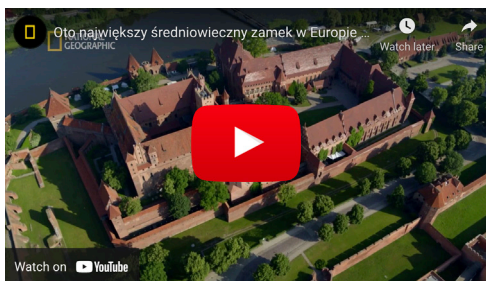 Oto największy średniowieczny zamek w Europie ...
NATIONAL
GEOGRAPHIC
Watch later
Share
Watch on YouTube